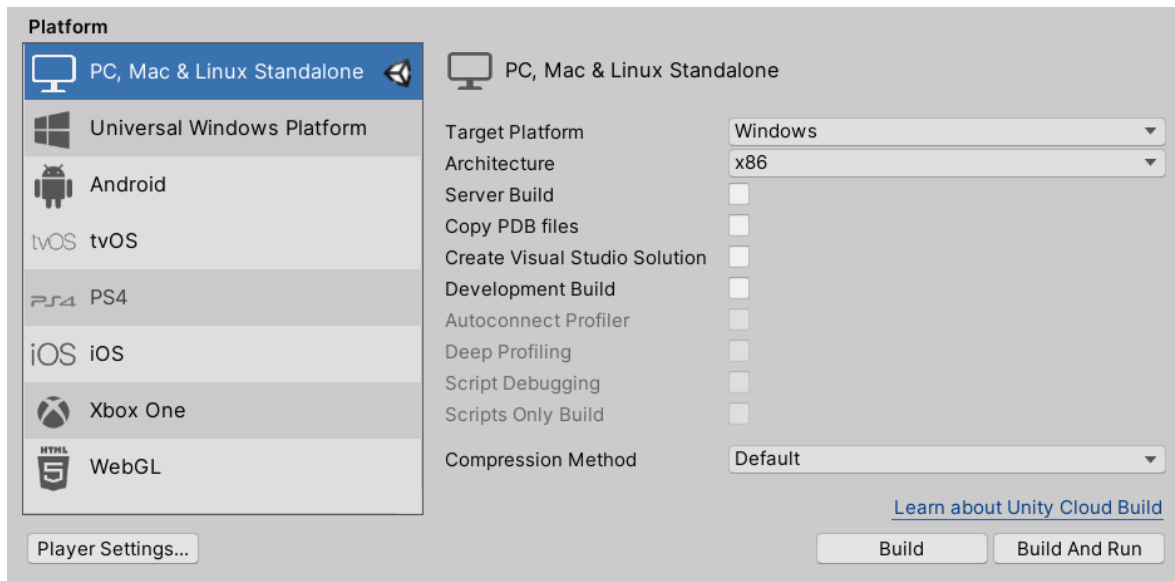 Platform
PC, Mac & Linux Standalone
Universal Windows Platform
Android
tvOS tvOS
PS4 PS4
iOS iOS
Xbox One
HTML 5 WebGL
Player Settings...
PC, Mac & Linux Standalone
Target Platform Windows
Architecture x86
Server Build
Copy PDB files
Create Visual Studio Solution
Development Build
Autoconnect Profiler
Deep Profiling
Script Debugging
Scripts Only Build
Compression Method Default
Learn about Unity Cloud Build
Build Build And Run